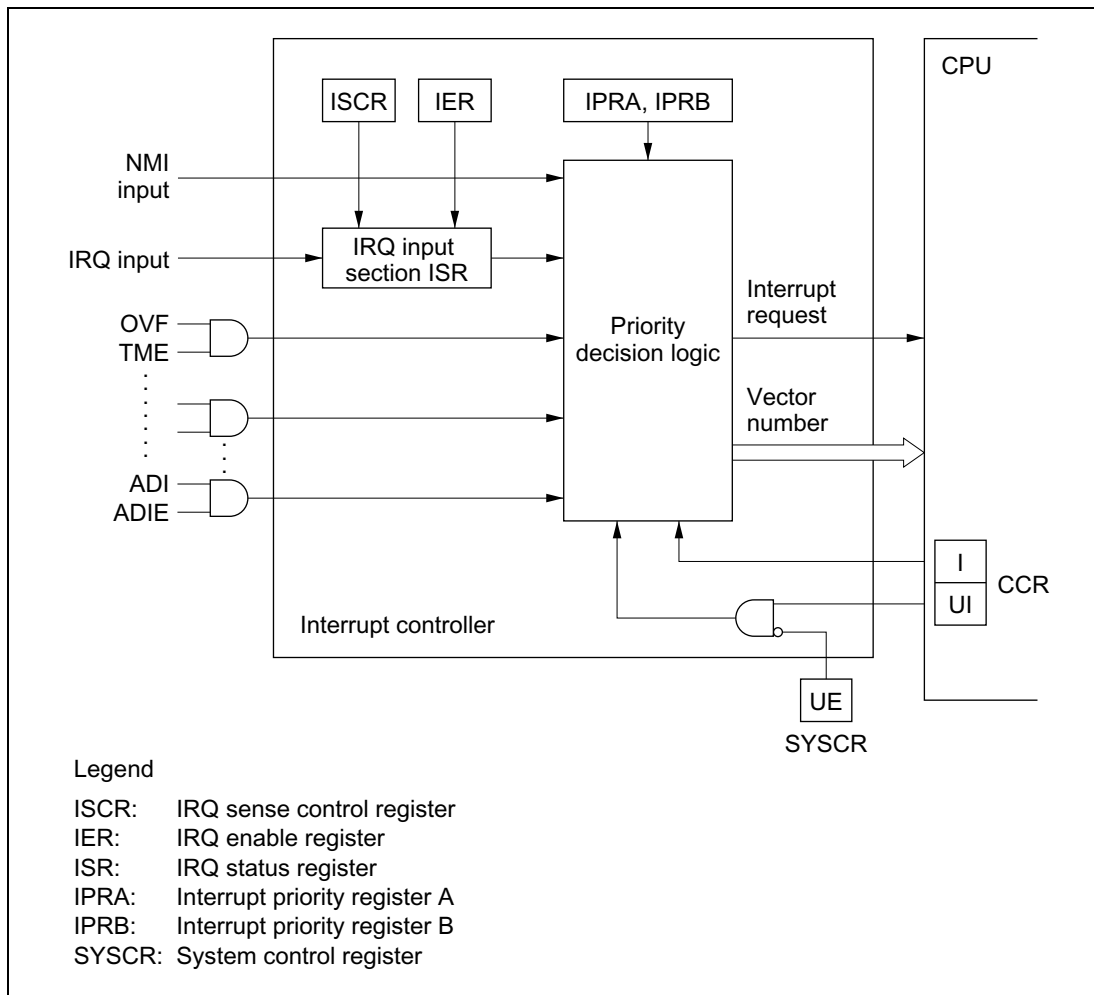 CPU
ISCR
IER
IPRA, IPRB
NMI
input
IRQ input
IRQ input
section ISR
OVF
TME
Priority
decision logic
Interrupt
request
Vector
number
ADI
ADIE
I
UI
CCR
Interrupt controller
UE
SYSCR
Legend
ISCR: IRQ sense control register
IER: IRQ enable register
ISR: IRQ status register
IPRA: Interrupt priority register A
IPRB: Interrupt priority register B
SYSCR: System control register